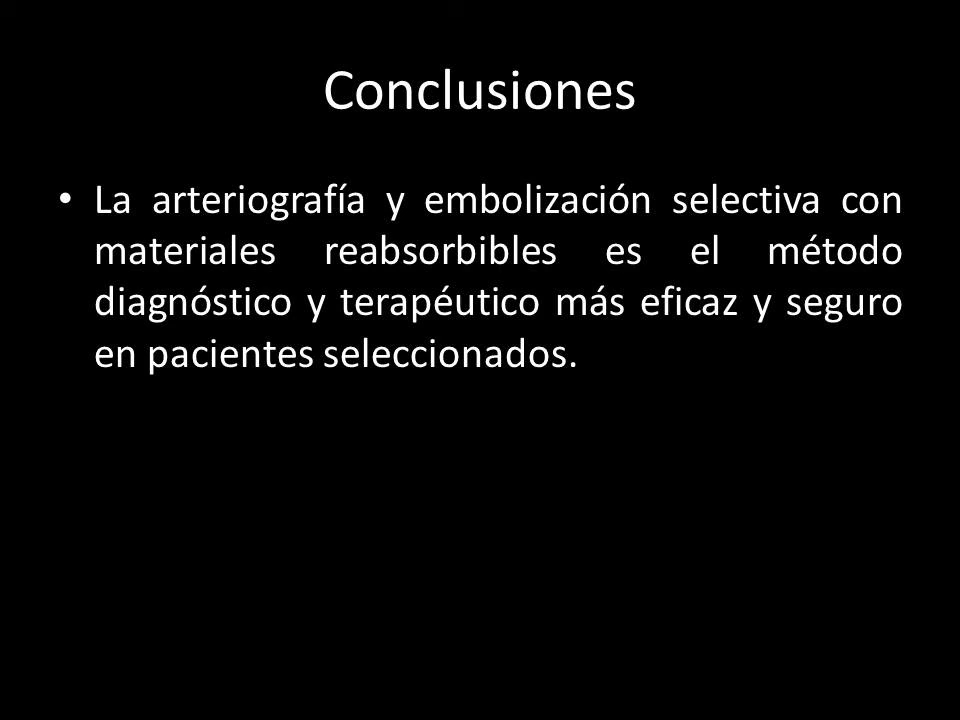 Conclusiones
• La arteriografía y embolización selectiva con
materiales reabsorbibles es el método
diagnóstico y terapéutico más eficaz y seguro
en pacientes seleccionados.